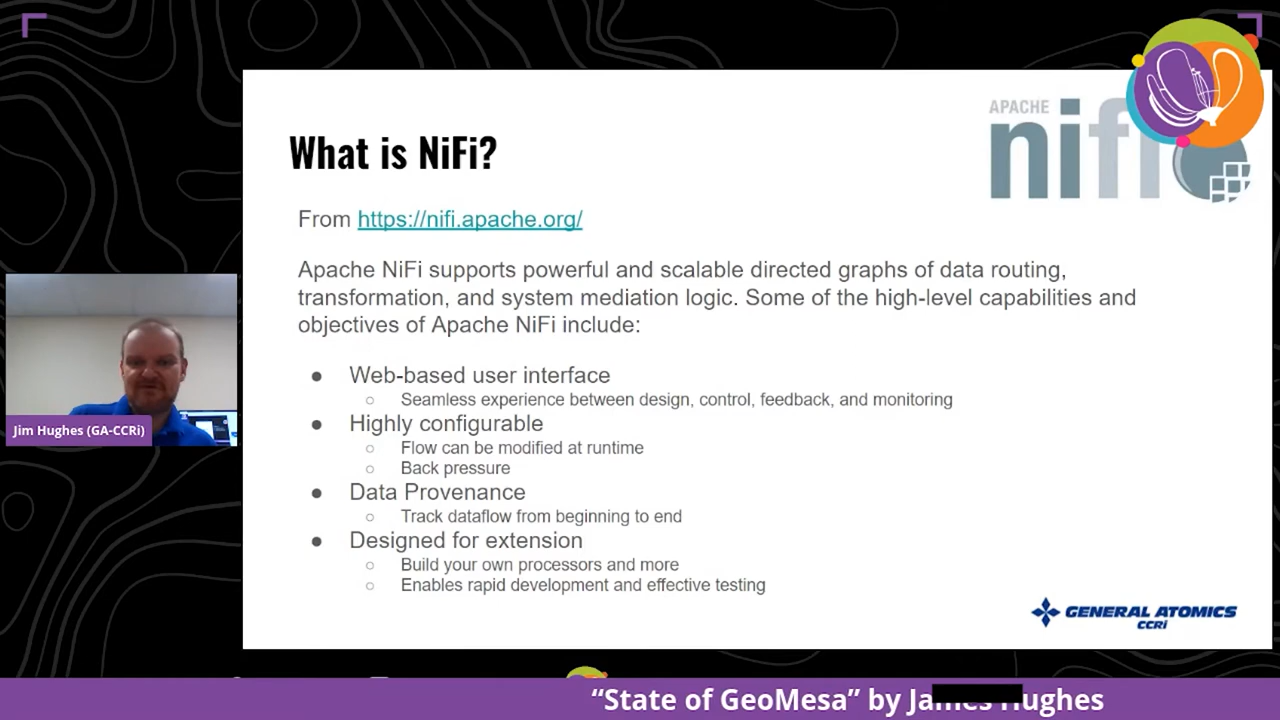 APACHE
nifi
What is NiFi?
From https://nifi.apache.org/
Apache NiFi supports powerful and scalable directed graphs of data routing,
transformation, and system mediation logic. Some of the high-level capabilities and
objectives of Apache NiFi include:
Web-based user interface
Seamless experience between design, control, feedback, and monitoring
Highly configurable
Flow can be modified at runtime
Back pressure
Data Provenance
Track dataflow from beginning to end
Designed for extension
Build your own processors and more
Enables rapid development and effective testing
Jim Hughes (GA-CCRi)
GENERAL ATOMICS
CCRi
“State of GeoMesa” by